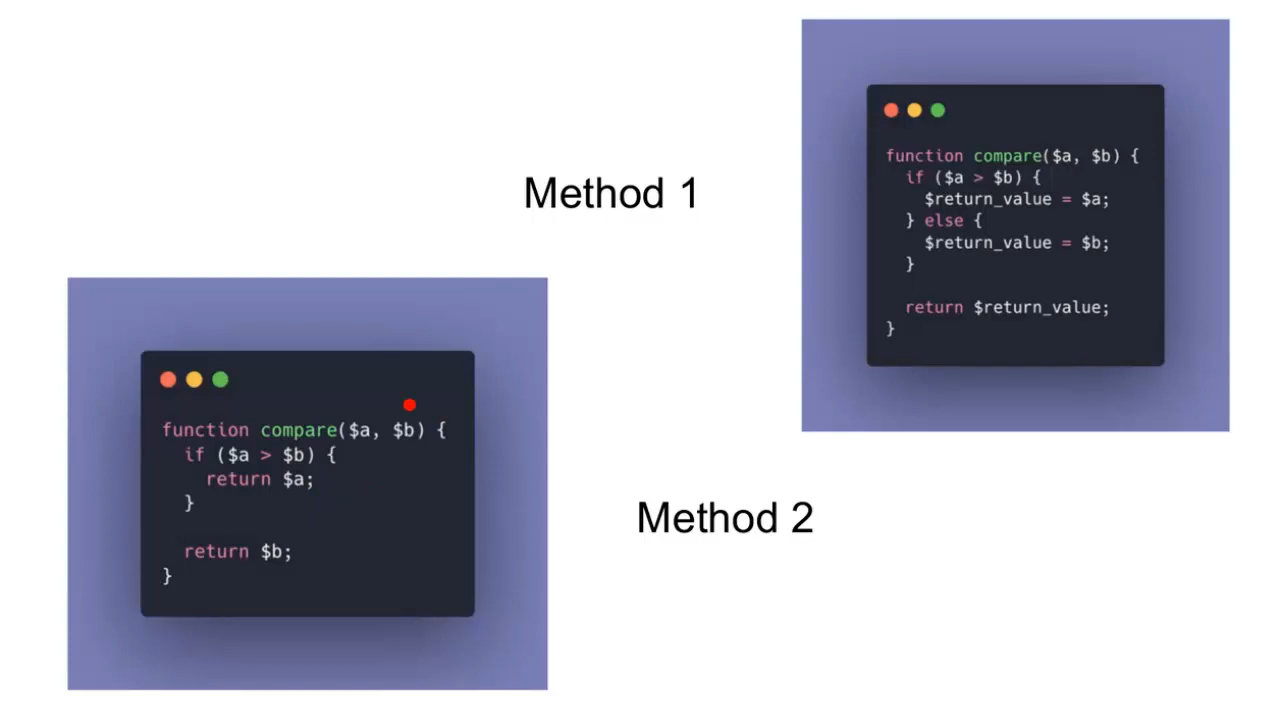 Method 1
function compare($a, $b) {
  if ($a > $b) {
    $return_value = $a;
  } else {
    $return_value = $b;
  }

  return $return_value;
}
function compare($a, $b) {
  if ($a > $b) {
    return $a;
  }

  return $b;
}
Method 2